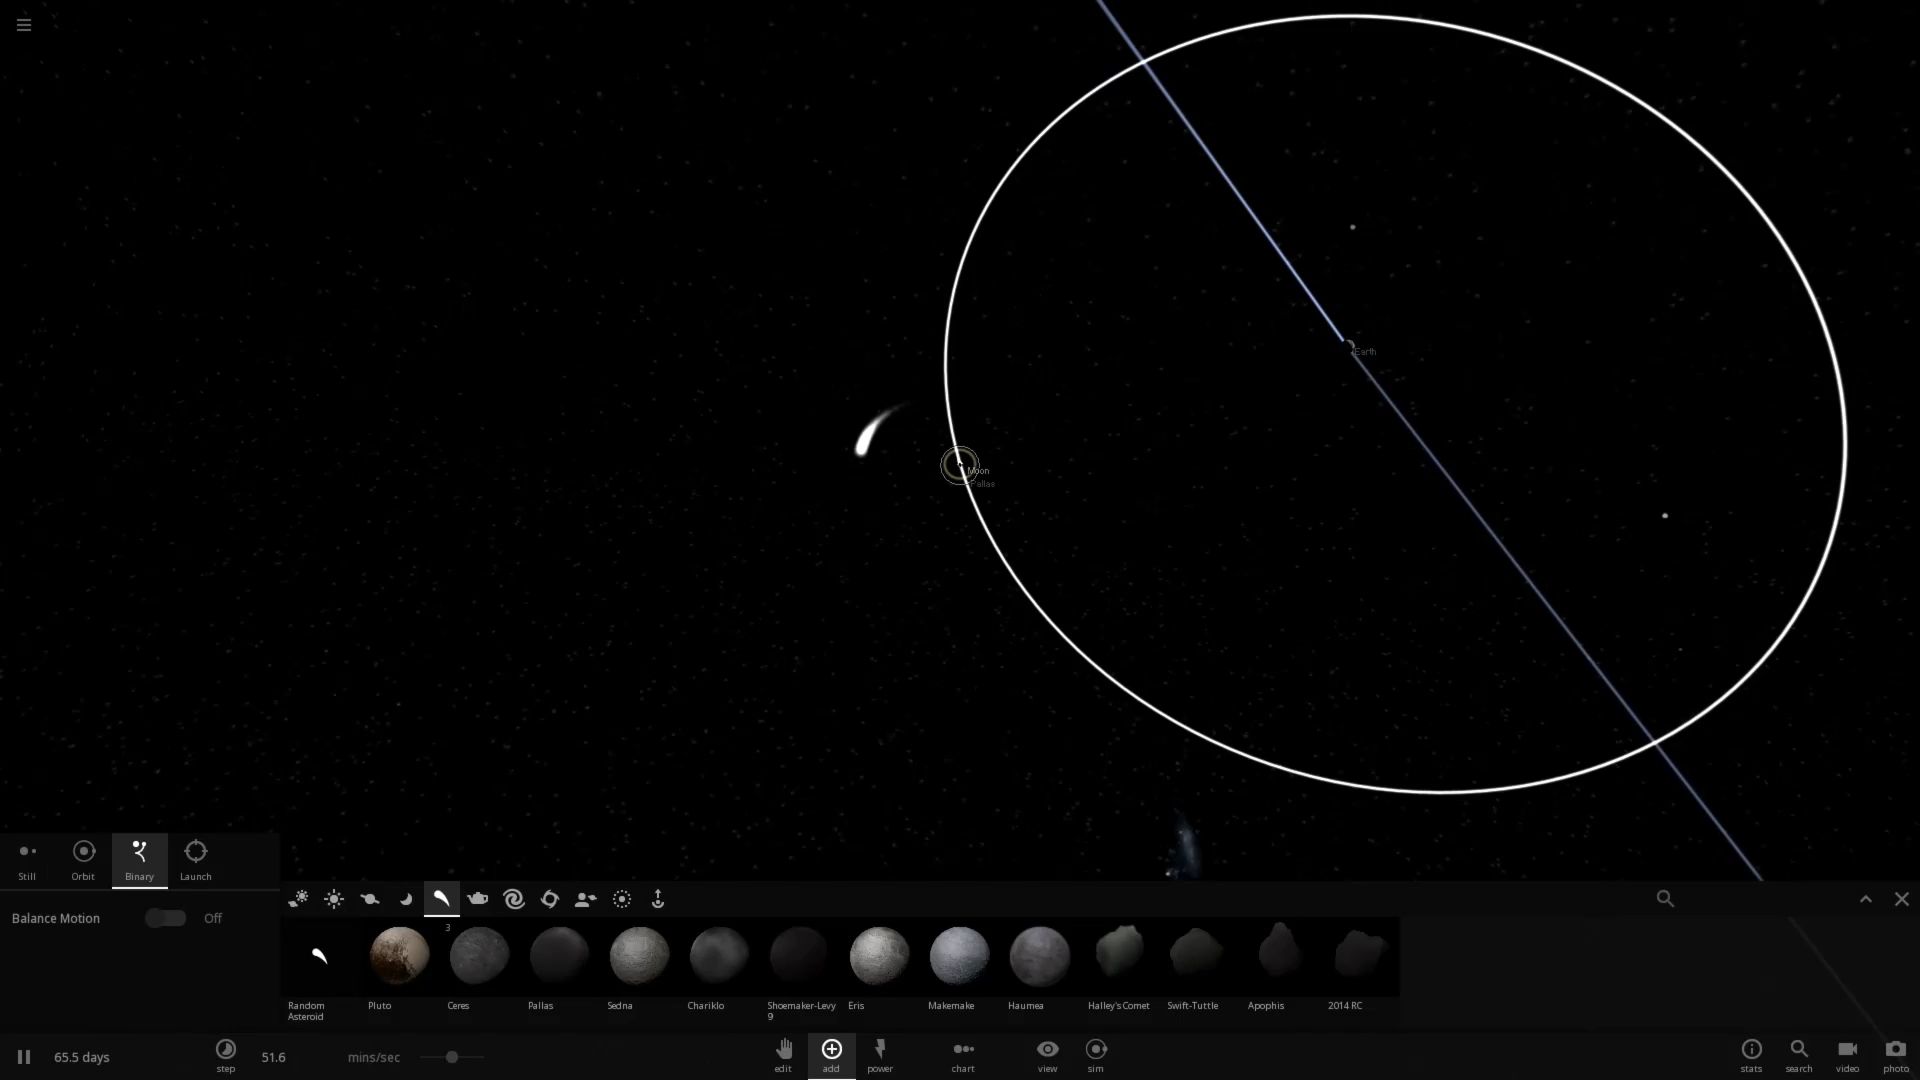 Earth
Moon
Pallas
Still
Orbit
Binary
Launch
Balance Motion
Off
3
Random
Asteroid
Pluto
Ceres
Pallas
Sedna
Chariklo
Shoemaker-Levy
9
Eris
Makemake
Haumea
Halley's Comet
Swift-Tuttle
Apophis
2014 RC
65.5 days
step
51.6
mins/sec
edit
add
power
chart
view
sim
stats
search
video
photo